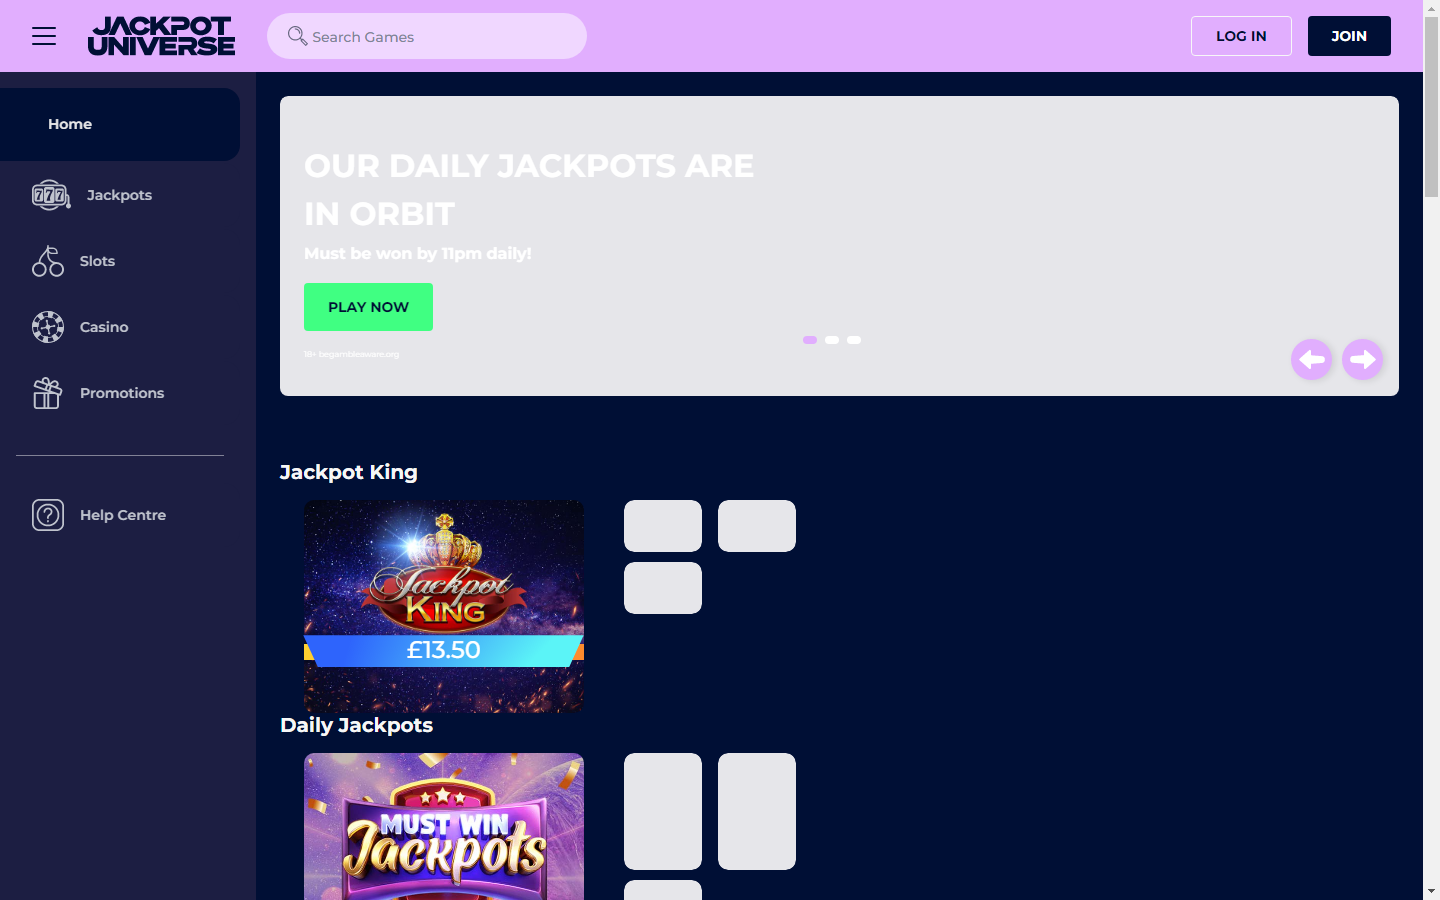 JACKPOT
UNIVERSE
Search Games
LOG IN
JOIN
Home
Jackpots
Slots
Casino
Promotions
Help Centre
OUR DAILY JACKPOTS ARE
IN ORBIT
Must be won by 11pm daily!
PLAY NOW
18+ begambleaware.org
Jackpot King
Jackpot
KING
£13.50
Daily Jackpots
MUST WIN
Jackpots